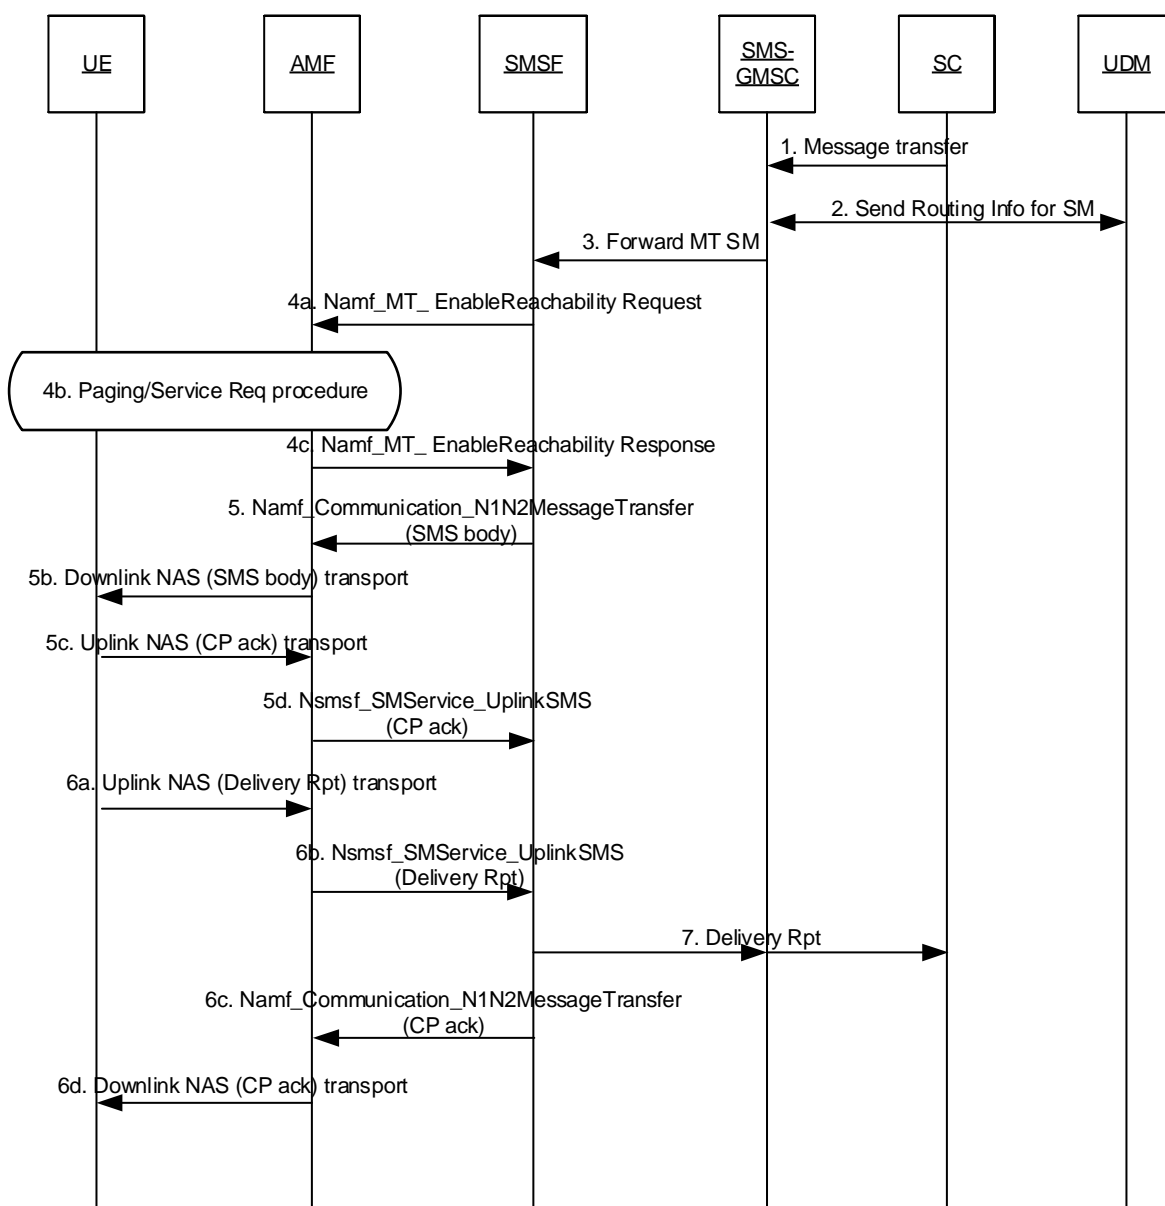 UE
AMF
SMSF
SMS-
GMSC
SC
UDM
1. Message transfer
2. Send Routing Info for SM
3. Forward MT SM
4a. Namf_MT_ EnableReachability Request
4b. Paging/Service Req procedure
4c. Namf_MT_ EnableReachability Response
5. Namf_Communication_N1N2MessageTransfer
(SMS body)
5b. Downlink NAS (SMS body) transport
5c. Uplink NAS (CP ack) transport
5d. Nsmsf_SMService_UplinkSMS
(CP ack)
6a. Uplink NAS (Delivery Rpt) transport
6b. Nsmsf_SMService_UplinkSMS
(Delivery Rpt)
7. Delivery Rpt
6c. Namf_Communication_N1N2MessageTransfer
(CP ack)
6d. Downlink NAS (CP ack) transport